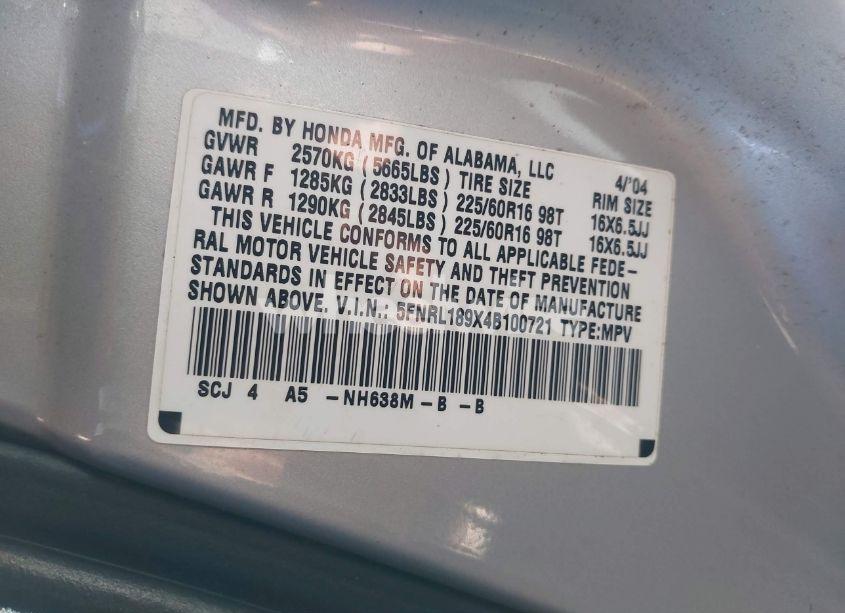 MFD. BY HONDA MFG. OF ALABAMA, LLC 4/'04
GVWR 2570KG ( 5665LBS ) TIRE SIZE RIM SIZE
GAWR F 1285KG ( 2833LBS ) 225/60R16 98T 16X6.5JJ
GAWR R 1290KG ( 2845LBS ) 225/60R16 98T 16X6.5JJ
THIS VEHICLE CONFORMS TO ALL APPLICABLE FEDE-
RAL MOTOR VEHICLE SAFETY AND THEFT PREVENTION
STANDARDS IN EFFECT ON THE DATE OF MANUFACTURE
SHOWN ABOVE. V.I.N.: 5FNRL189X4B100721 TYPE:MPV
SCJ 4 A5 -NH638M -B -B